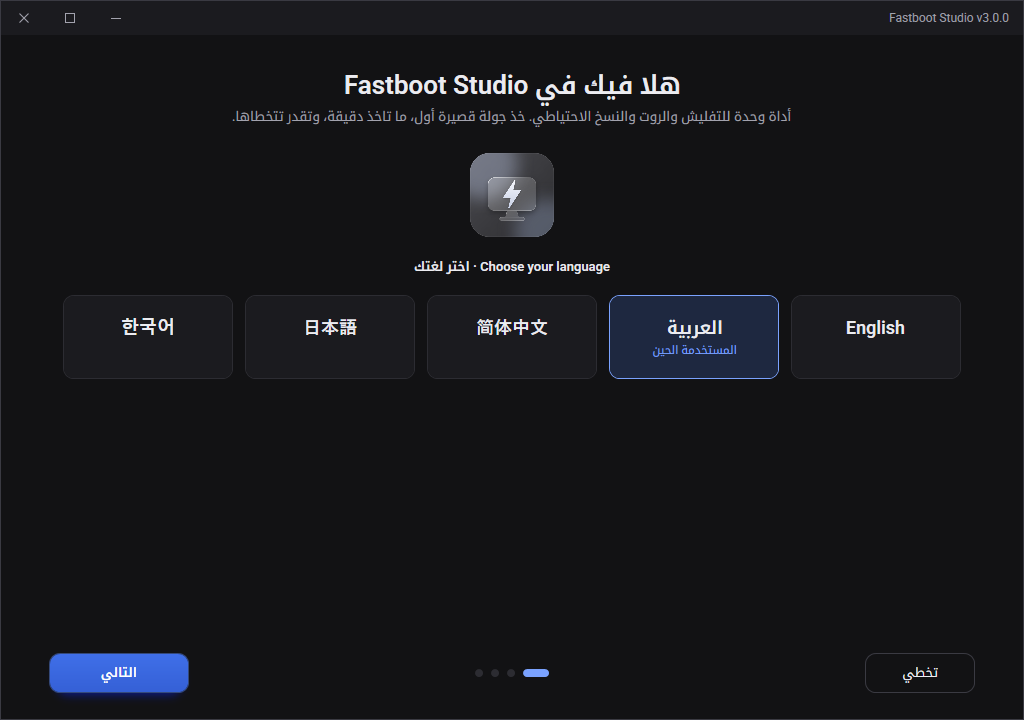 Fastboot Studio v3.0.0
هلا فيك في Fastboot Studio
أداة وحدة للتفليش والروت والنسخ الاحتياطي. خذ جولة قصيرة أول، ما تاخذ دقيقة، وتقدر تتخطاها.
Choose your language · اختر لغتك
English
العربية
المستخدمة الحين
简体中文
日本語
한국어
تخطي
التالي